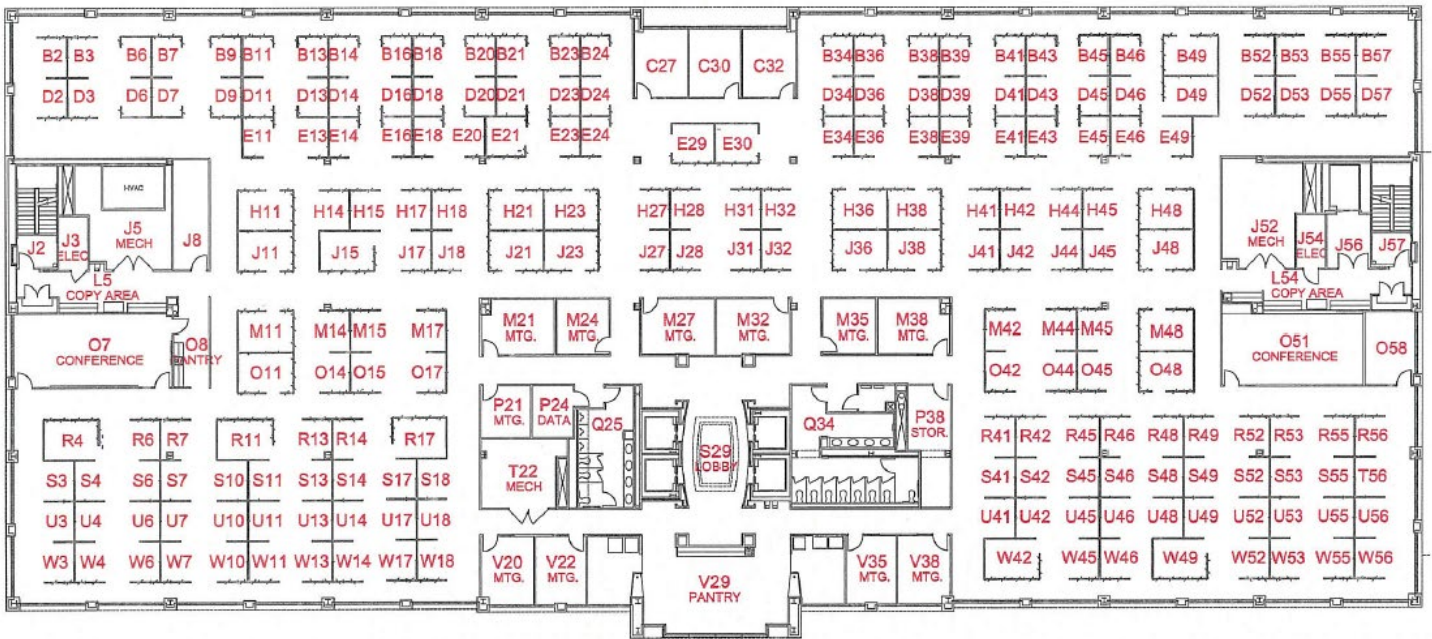 B2 B3 B6 B7 B9 B11 B13 B14 B16 B18 B20 B21 B23 B24 C27 C30 C32 B34 B36 B38 B39 B41 B43 B45 B46 B49 B52 B53 B55 B57
D2 D3 D6 D7 D9 D11 D13 D14 D16 D18 D20 D21 D23 D24 D34 D36 D38 D39 D41 D43 D45 D46 D49 D52 D53 D55 D57
E11 E13 E14 E16 E18 E20 E21 E23 E24 E29 E30 E34 E36 E38 E39 E41 E43 E45 E46 E49
HVAC
H11 H14 H15 H17 H18 H21 H23 H27 H28 H31 H32 H36 H38 H41 H42 H44 H45 H48
J2 J3 J5 J8 J11 J15 J17 J18 J21 J23 J27 J28 J31 J32 J36 J38 J41 J42 J44 J45 J48 J52 J54 J56 J57
ELEC MECH MECH ELEC
L5 L54
COPY AREA COPY AREA
M11 M14 M15 M17 M21 M24 M27 M32 M35 M38 M42 M44 M45 M48
MTG. MTG. MTG. MTG. MTG. MTG.
O7 O8 O11 O14 O15 O17 O42 O44 O45 O48 O51 O58
CONFERENCE PANTRY CONFERENCE
P21 P24 Q25 Q34 P38
MTG. DATA STOR.
R4 R6 R7 R11 R13 R14 R17 R41 R42 R45 R46 R48 R49 R52 R53 R55 R56
S3 S4 S6 S7 S10 S11 S13 S14 S17 S18 T22 S29 S41 S42 S45 S46 S48 S49 S52 S53 S55 T56
MECH LOBBY
U3 U4 U6 U7 U10 U11 U13 U14 U17 U18 U41 U42 U45 U46 U48 U49 U52 U53 U55 U56
W3 W4 W6 W7 W10 W11 W13 W14 W17 W18 V20 V22 V29 V35 V38 W42 W45 W46 W49 W52 W53 W55 W56
MTG. MTG. PANTRY MTG. MTG.